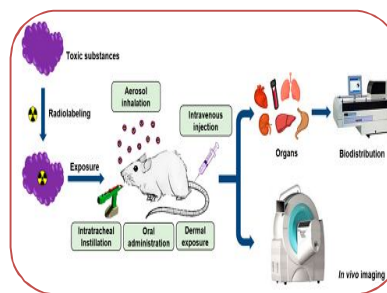 Toxic substances
Radiolabeling
Exposure
Aerosol
inhalation
Intravenous
injection
Intratracheal
Instillation
Oral
administration
Dermal
exposure
Organs
Biodistribution
In vivo imaging